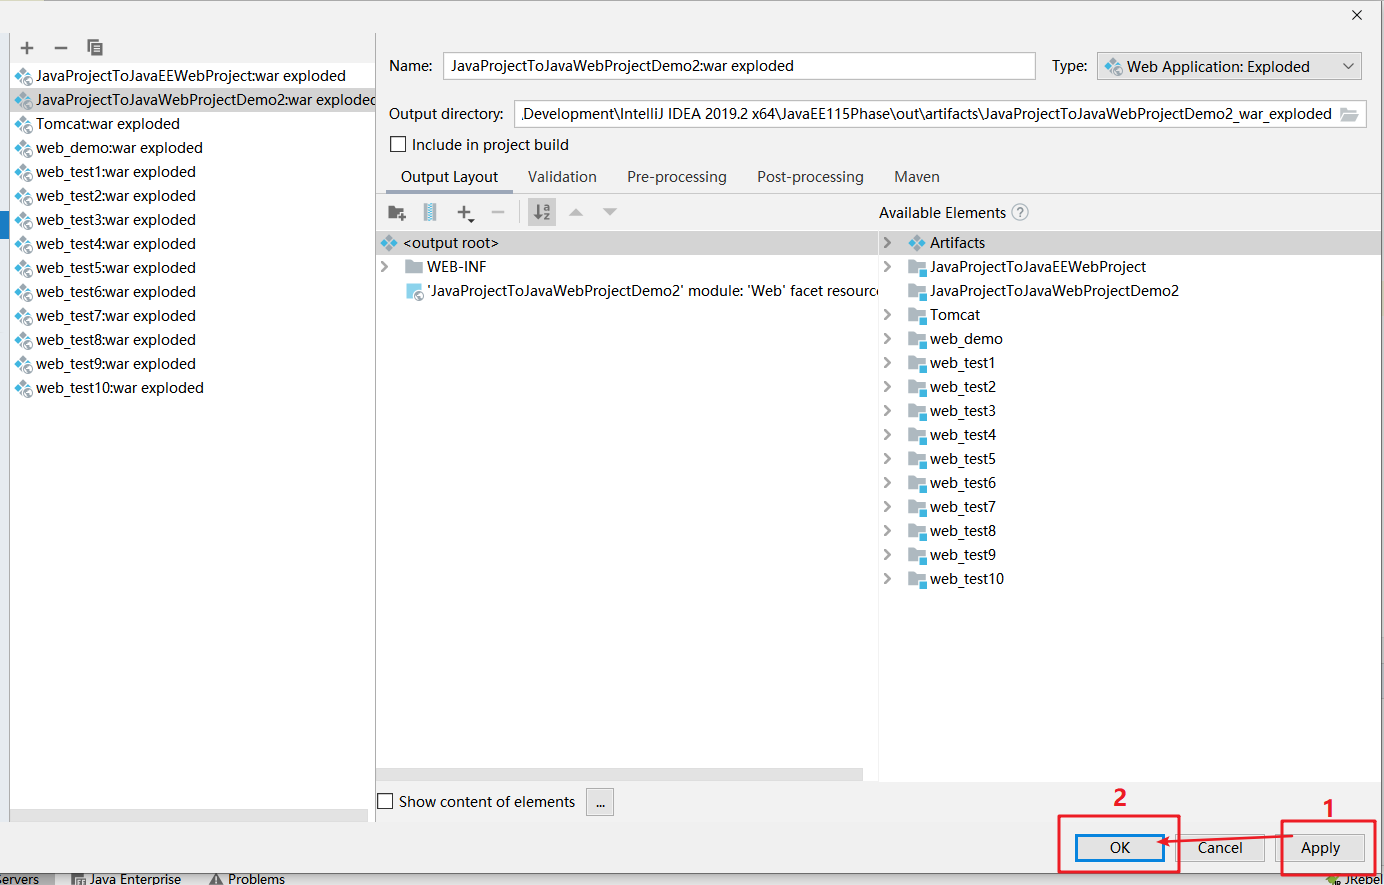 JavaProjectToJavaEEWebProject:war exploded
JavaProjectToJavaWebProjectDemo2:war exploded
Tomcat:war exploded
web_demo:war exploded
web_test1:war exploded
web_test2:war exploded
web_test3:war exploded
web_test4:war exploded
web_test5:war exploded
web_test6:war exploded
web_test7:war exploded
web_test8:war exploded
web_test9:war exploded
web_test10:war exploded
Name: JavaProjectToJavaWebProjectDemo2:war exploded Type: Web Application: Exploded
Output directory: Development\IntelliJ IDEA 2019.2 x64\JavaEE115Phase\out\artifacts\JavaProjectToJavaWebProjectDemo2_war_exploded
Include in project build
Output Layout Validation Pre-processing Post-processing Maven
<output root>
WEB-INF
'JavaProjectToJavaWebProjectDemo2' module: 'Web' facet resourc
Available Elements ?
Artifacts
JavaProjectToJavaEEWebProject
JavaProjectToJavaWebProjectDemo2
Tomcat
web_demo
web_test1
web_test2
web_test3
web_test4
web_test5
web_test6
web_test7
web_test8
web_test9
web_test10
Show content of elements ...
2 1
OK Cancel Apply
Servers Java Enterprise Problems JRebel